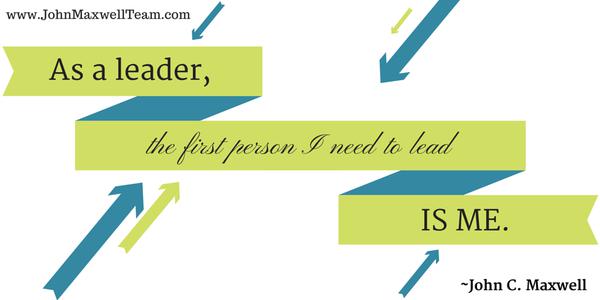 www.JohnMaxwellTeam.com
As a leader,
the first person I need to lead
IS ME.
~John C. Maxwell